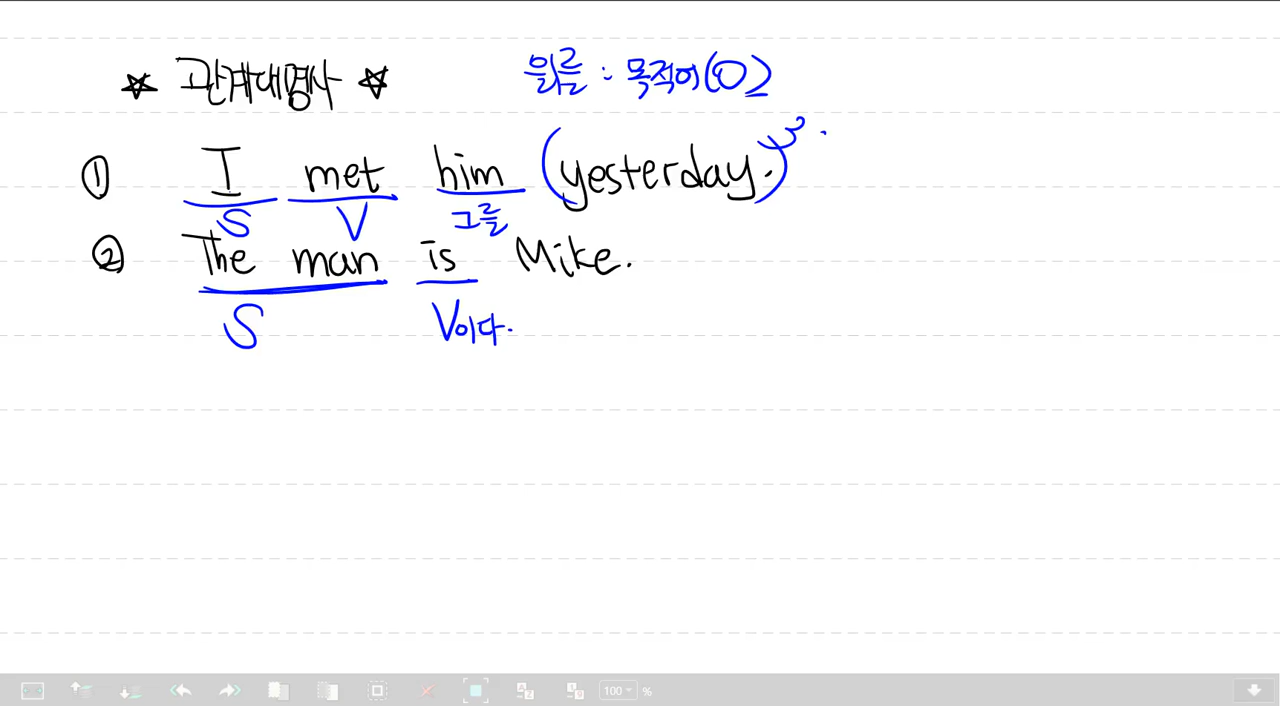 ☆ 관계대명사 ☆ 을/를 : 목적어(O)
① I met him (yesterday.)
S V 그를
② The man is Mike.
S V이다.
100 %